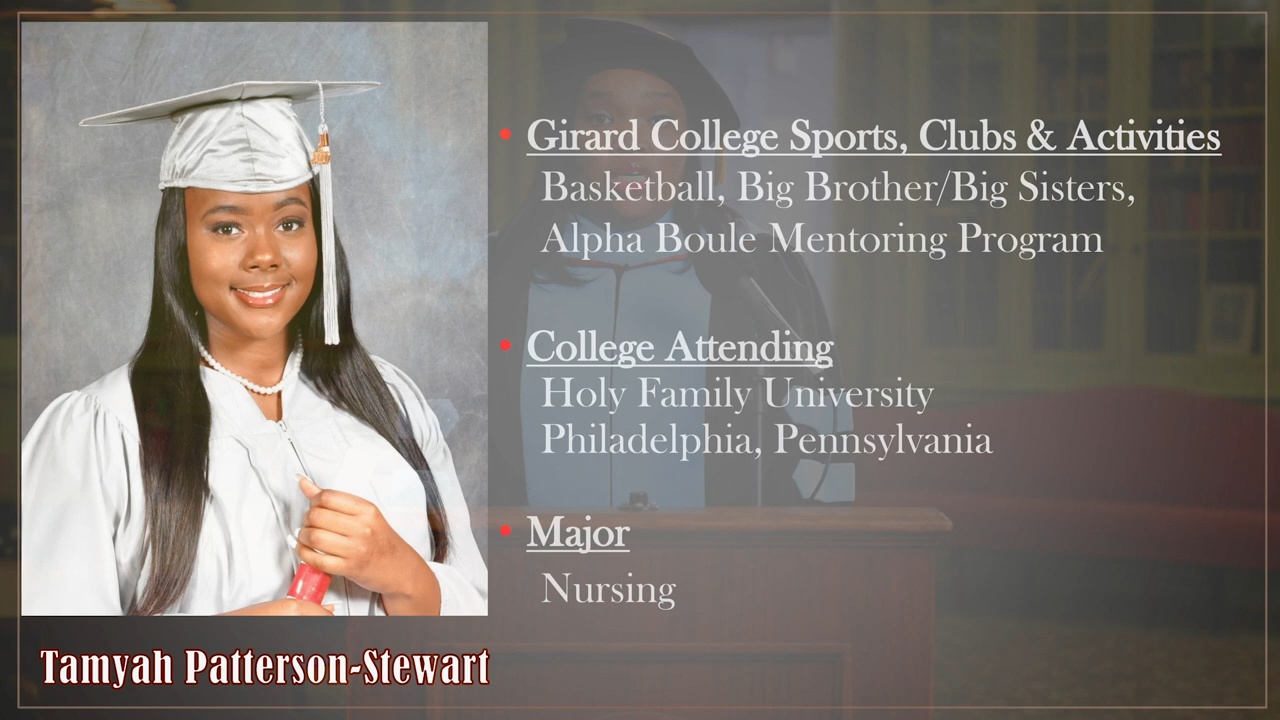 Girard College Sports, Clubs & Activities
Basketball, Big Brother/Big Sisters,
Alpha Boule Mentoring Program
College Attending
Holy Family University
Philadelphia, Pennsylvania
Major
Nursing
Tamyah Patterson-Stewart